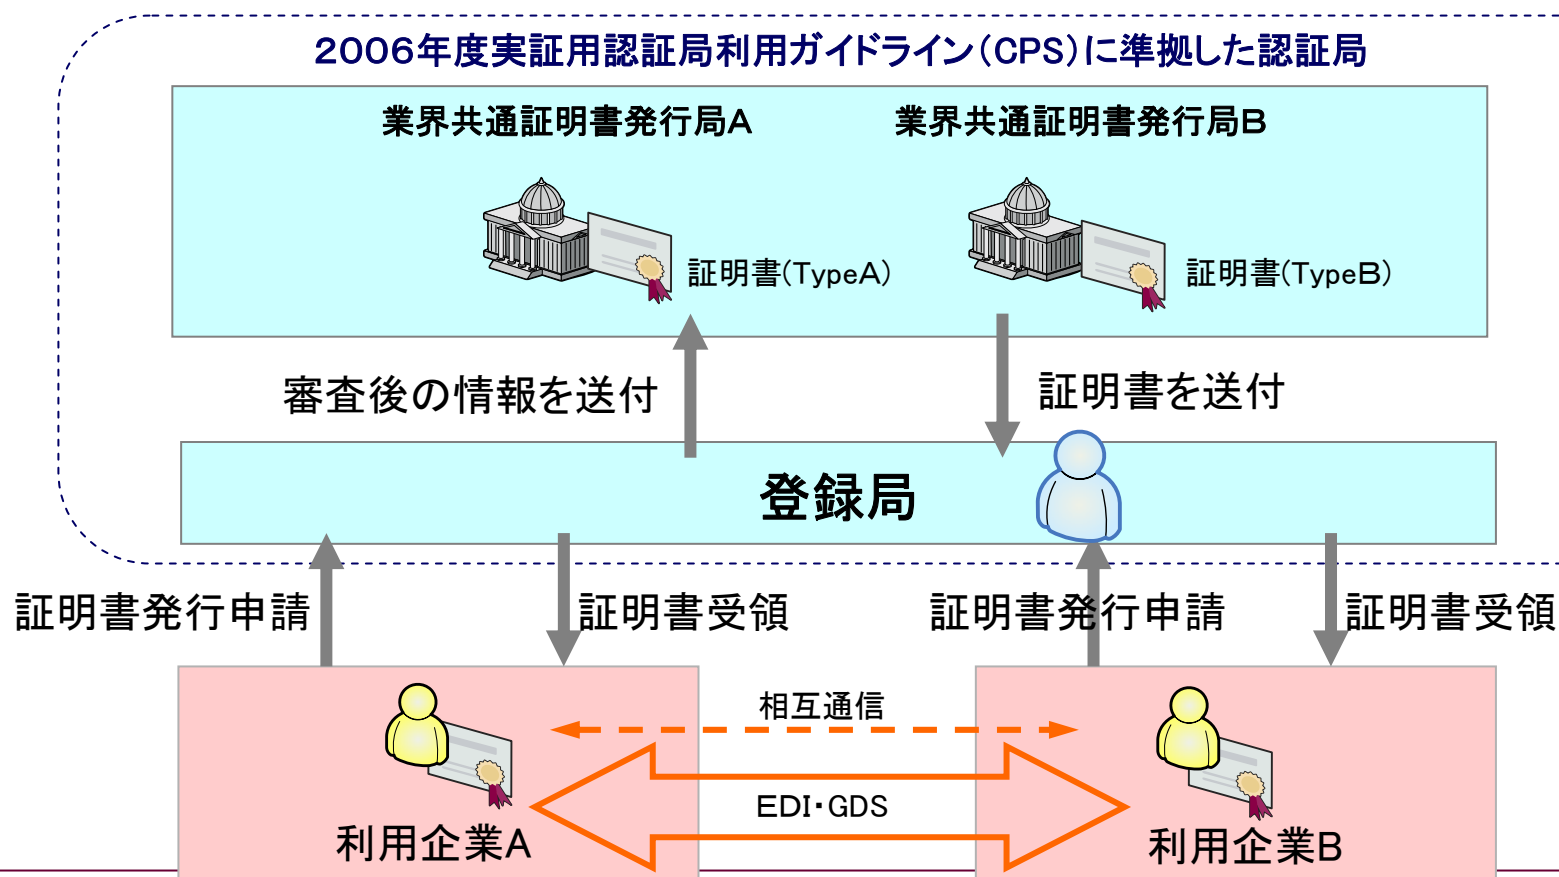 ２００６年度実証用認証局利用ガイドライン（CPS）に準拠した認証局
業界共通証明書発行局A
業界共通証明書発行局B
証明書(TypeA)
証明書(TypeB)
審査後の情報を送付
証明書を送付
登録局
証明書発行申請
証明書受領
証明書発行申請
証明書受領
相互通信
EDI・GDS
利用企業A
利用企業B